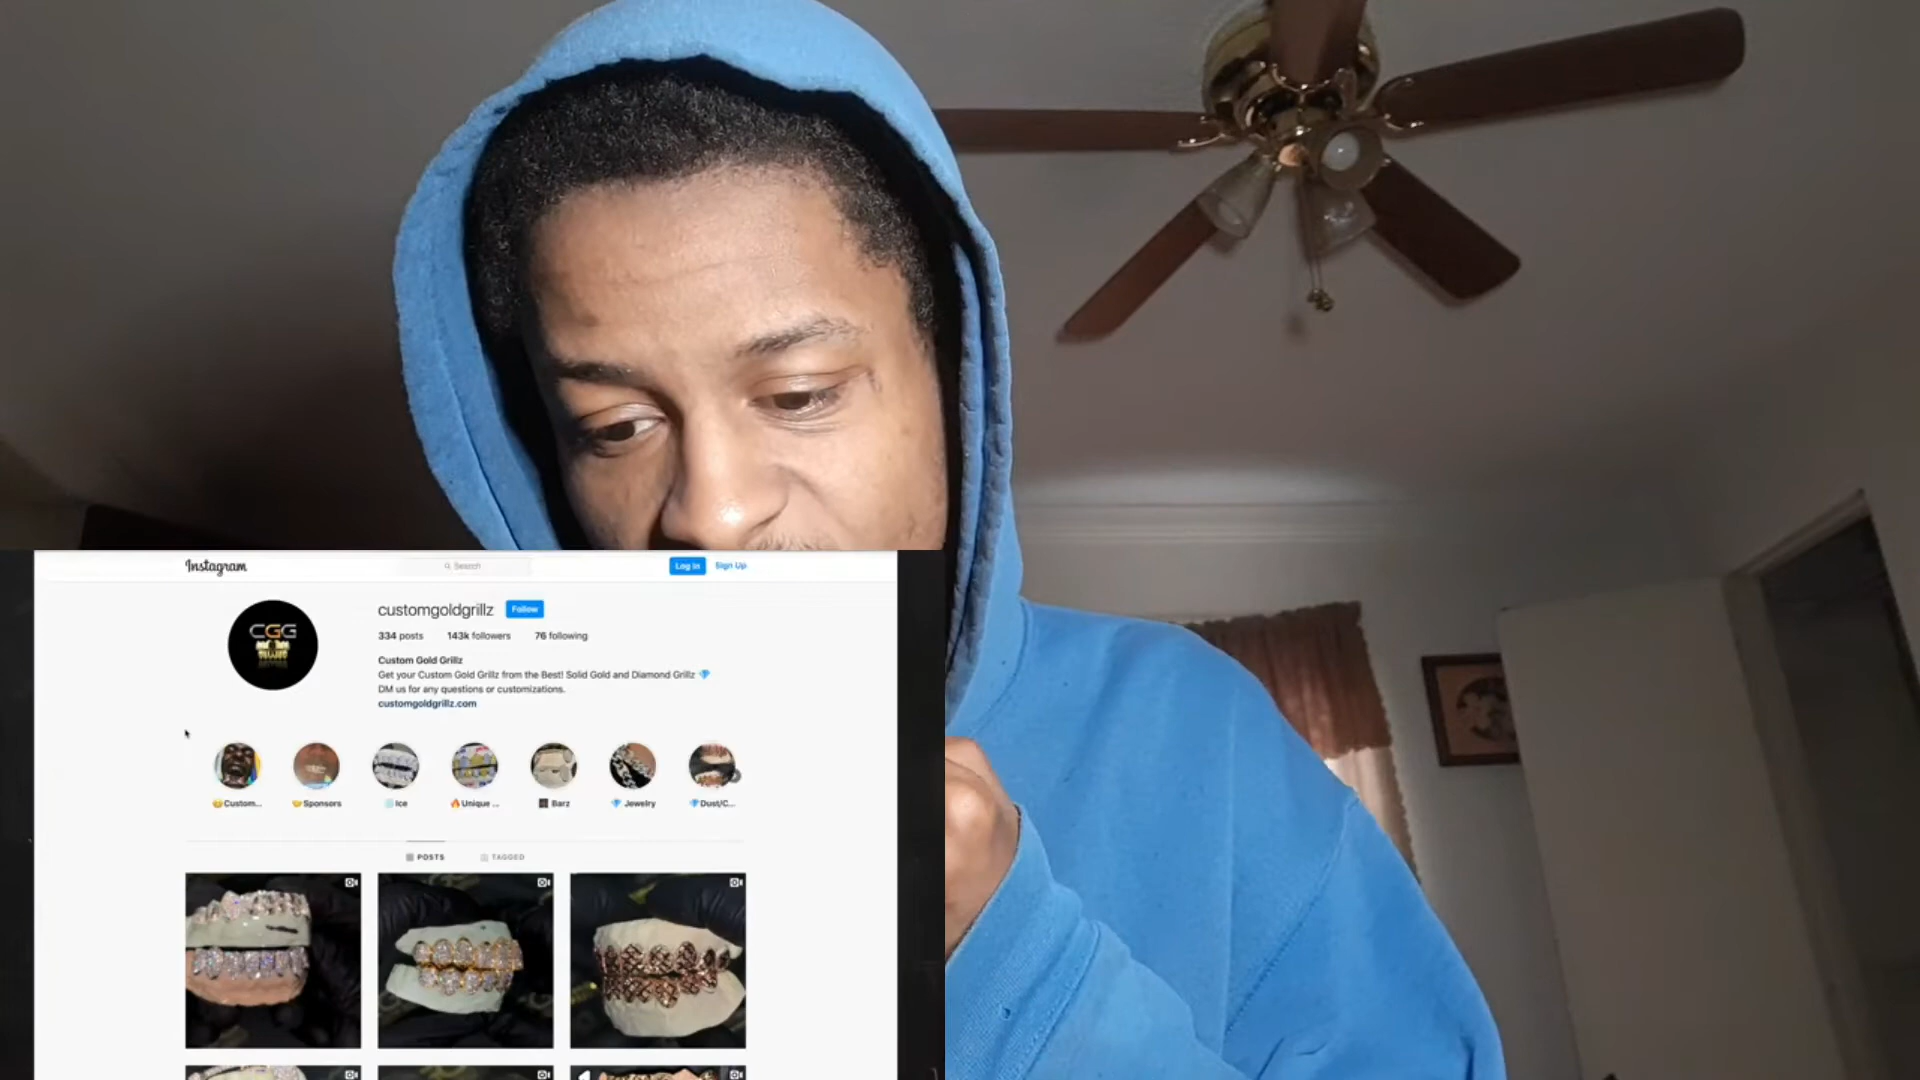 Instagram
Search
Log In
Sign Up
CGG
customgoldgrillz
Follow
334 posts 143k followers 76 following
Custom Gold Grillz
Get your Custom Gold Grillz from the Best! Solid Gold and Diamond Grillz 💎
DM us for any questions or customizations.
customgoldgrillz.com
Custom...
Sponsors
Ice
Unique ...
Barz
Jewelry
Dust/C...
POSTS
TAGGED